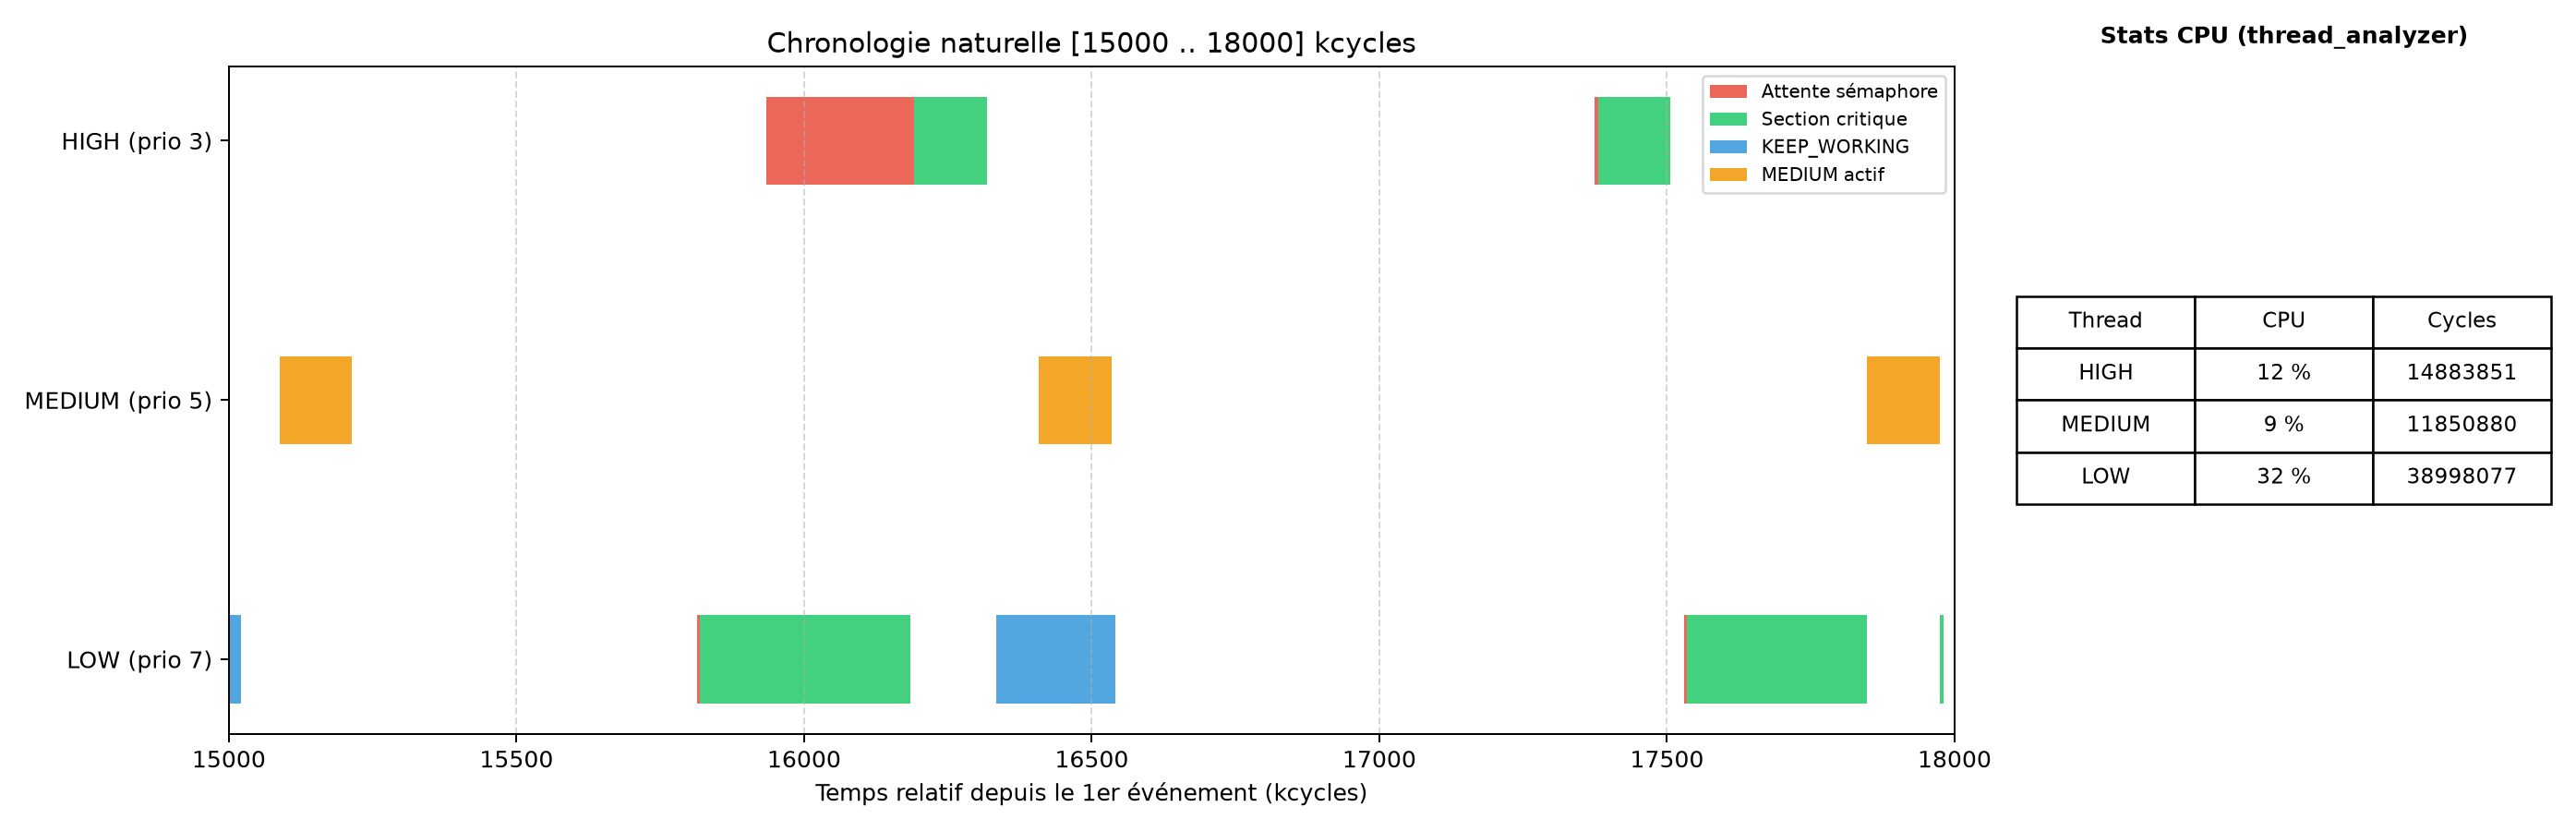 Chronologie naturelle [15000 .. 18000] kcycles
Stats CPU (thread_analyzer)
HIGH (prio 3)
MEDIUM (prio 5)
LOW (prio 7)
Attente sémaphore
Section critique
KEEP_WORKING
MEDIUM actif
15000 15500 16000 16500 17000 17500 18000
Temps relatif depuis le 1er événement (kcycles)
Thread CPU Cycles
HIGH 12 % 14883851
MEDIUM 9 % 11850880
LOW 32 % 38998077